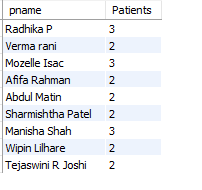 pname Patients
Radhika P 3
Verma rani 2
Mozelle Isac 3
Afifa Rahman 2
Abdul Matin 2
Sharmishtha Patel 2
Manisha Shah 3
Wipin Lilhare 2
Tejaswini R Joshi 2